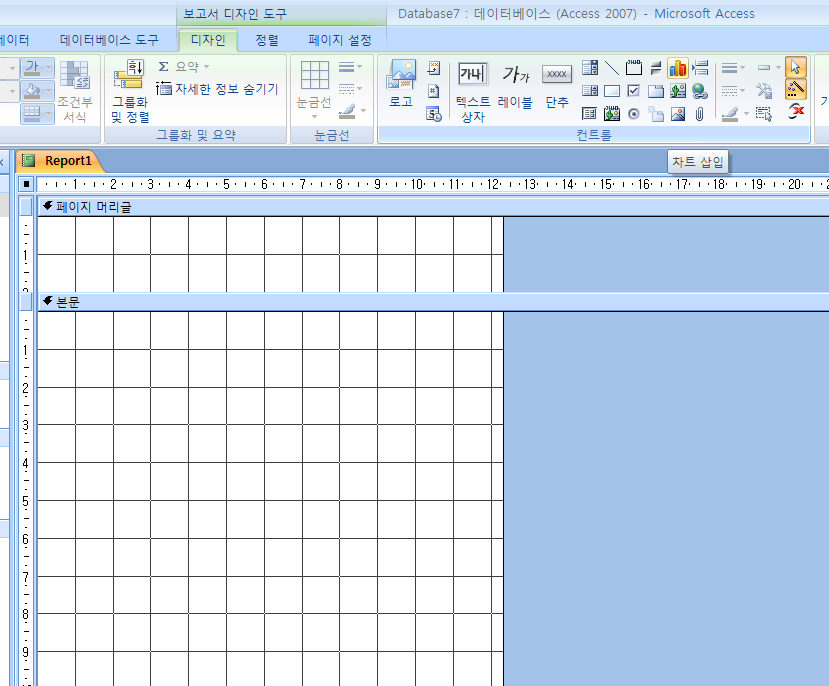 보고서 디자인 도구
Database7 : 데이터베이스 (Access 2007) - Microsoft Access
데이터베이스 도구 디자인 정렬 페이지 설정
가 조건부 서식
그룹화 및 정렬
Σ 요약
자세한 정보 숨기기
그룹화 및 요약
눈금선
눈금선
로고
가나 텍스트 상자
가가 레이블
XXXX 단추
컨트롤
Report1
차트 삽입
1 2 3 4 5 6 7 8 9 10 11 12 13 14 15 16 17 18 19 20
페이지 머리글
1
본문
1
2
3
4
5
6
7
8
9